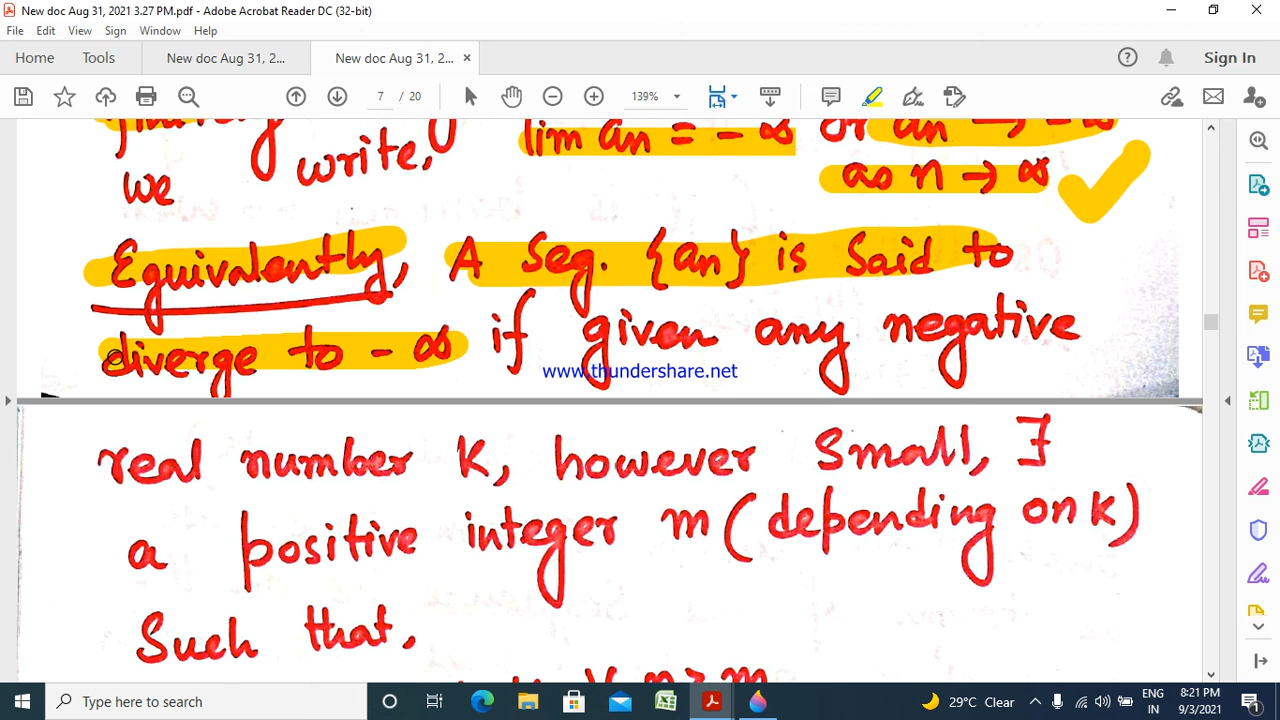 New doc Aug 31, 2021 3.27 PM.pdf - Adobe Acrobat Reader DC (32-bit)
File Edit View Sign Window Help
Home Tools New doc Aug 31, 2... New doc Aug 31, 2... ×
Sign In
7 / 20 139%
we write, lim an = - ∞ or an → - ∞
as n → ∞
Equivalently, A Seq. {an} is Said to
diverge to - ∞ if given any negative
www.thundershare.net
real number K, however Small, ∃
a positive integer m (depending on K)
Such that,
∀ n ≥ m
Type here to search
29°C Clear
ENG
IN
8:21 PM
9/3/2021
1